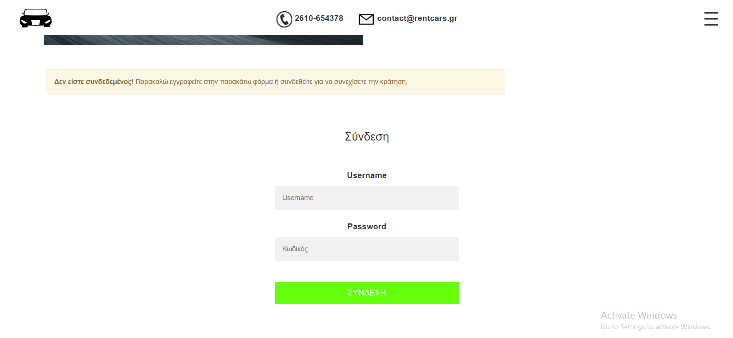 2610-654378 contact@rentcars.gr
Δεν είστε συνδεδεμένος! Παρακαλώ εγγραφείτε στην παρακάτω φόρμα ή συνδεθείτε για να συνεχίσετε την κράτηση.
Σύνδεση
Username
Username
Password
Κωδικός
ΣΥΝΔΕΣΗ
Activate Windows
Go to Settings to activate Windows.